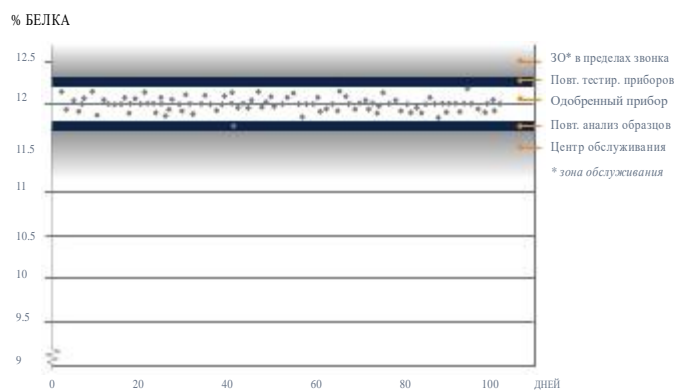 % БЕЛКА
12.5
12
11.5
11
10.5
10
9.5
9
0 20 40 60 80 100 ДНЕЙ
ЗО* в пределах звонка
Повт. тестир. приборов
Одобренный прибор
Повт. анализ образцов
Центр обслуживания
* зона обслуживания